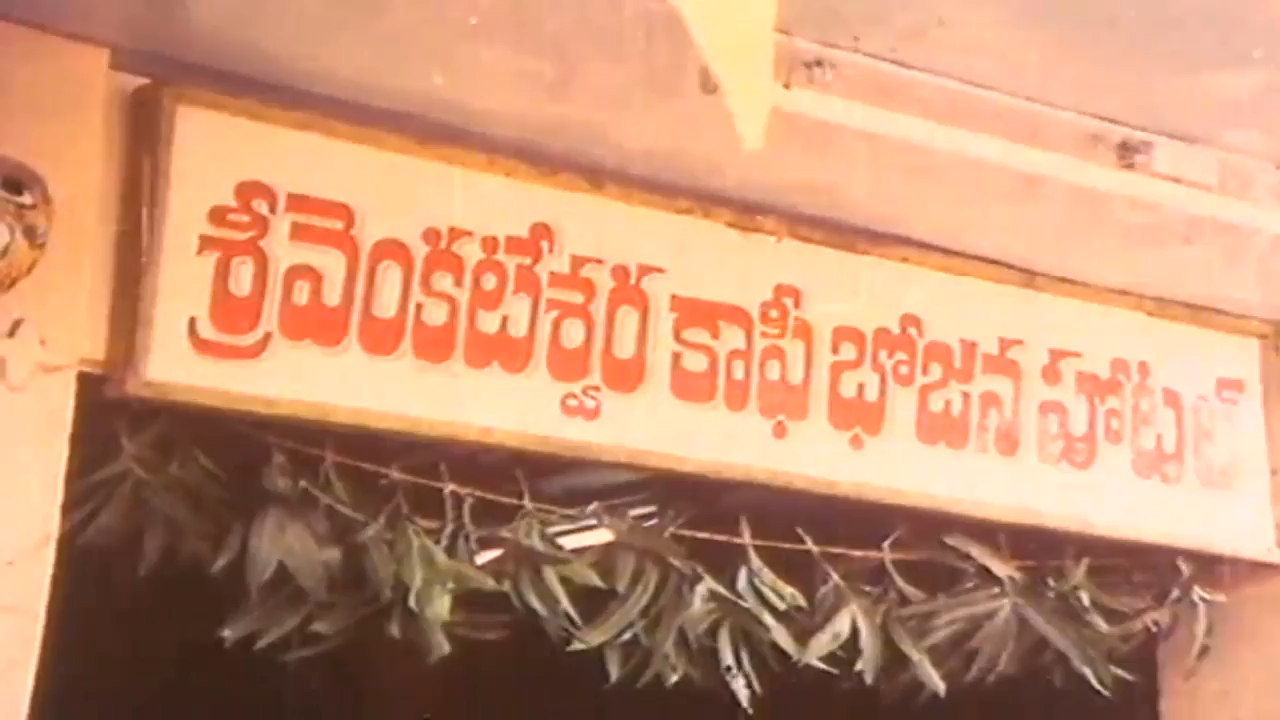 శ్రీవెంకటేశ్వర కాఫీ భోజన హోటల్